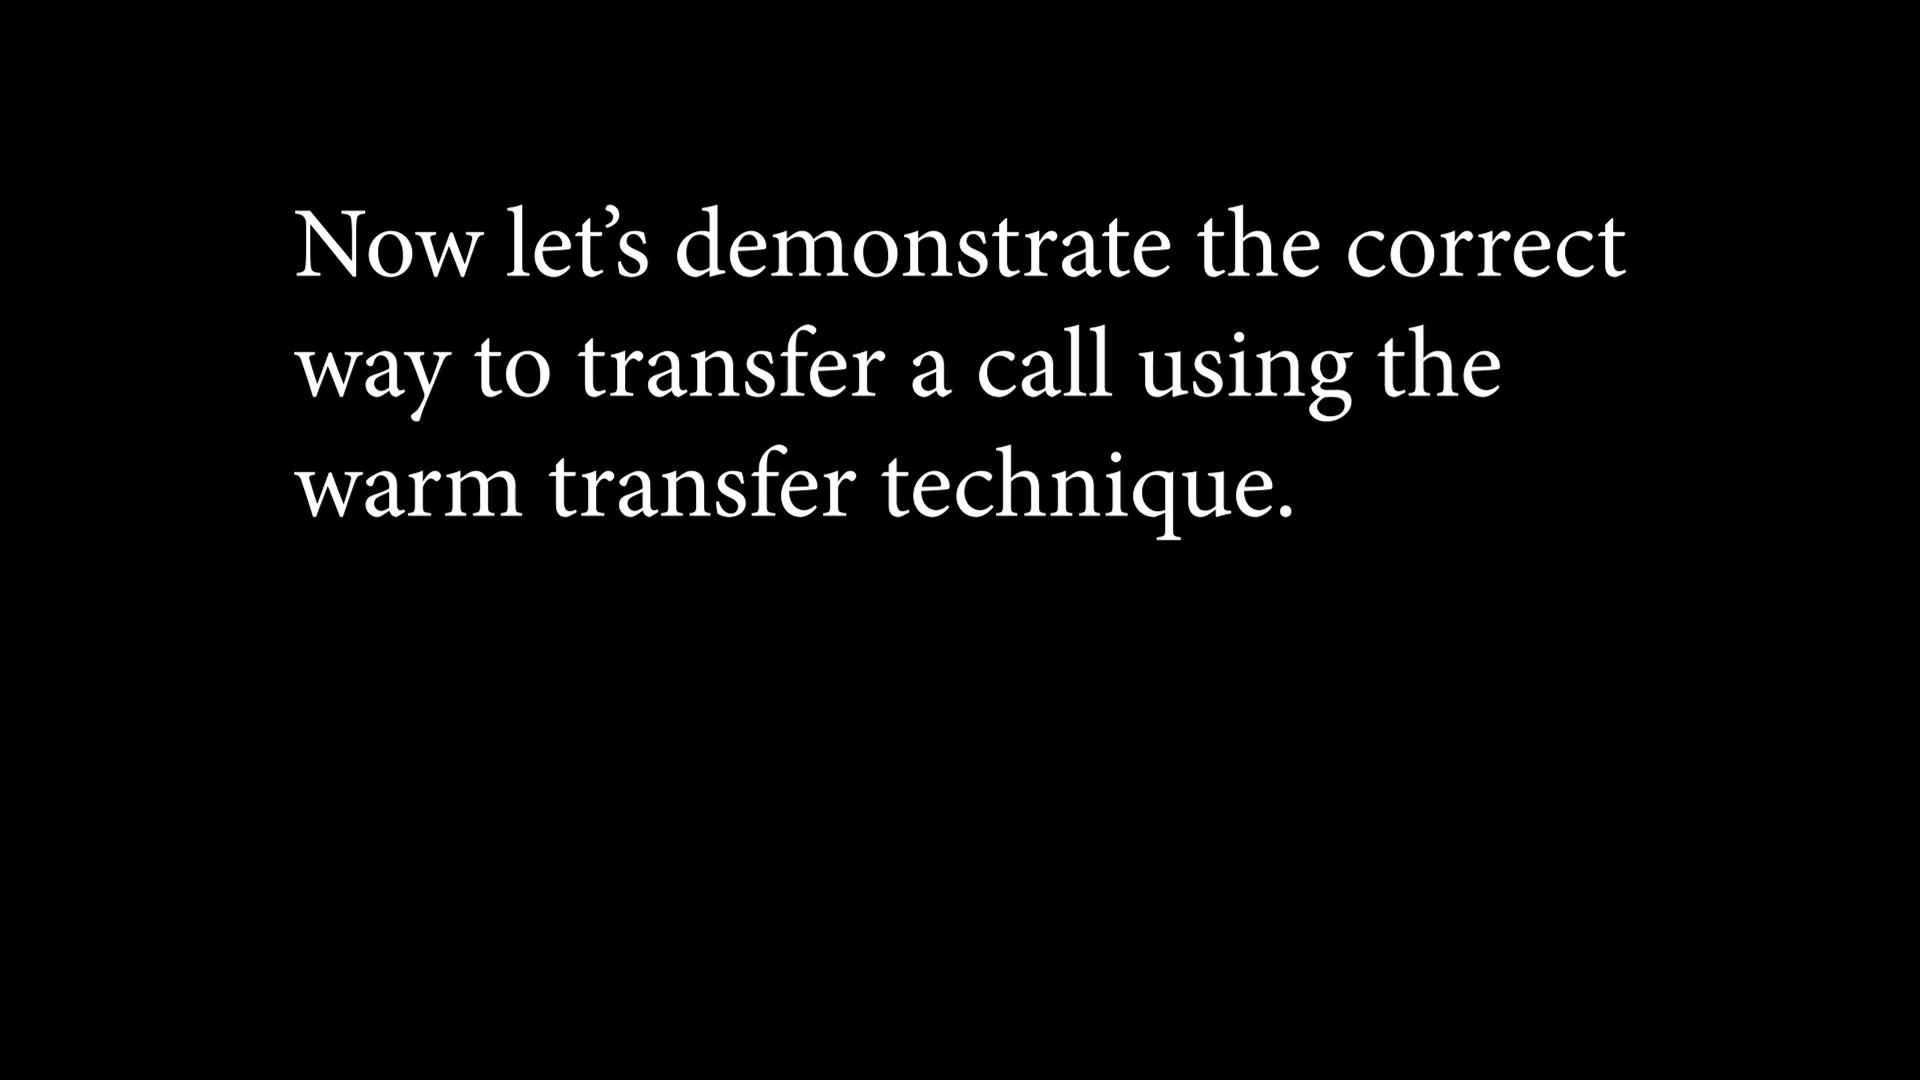 Now let’s demonstrate the correct
way to transfer a call using the
warm transfer technique.